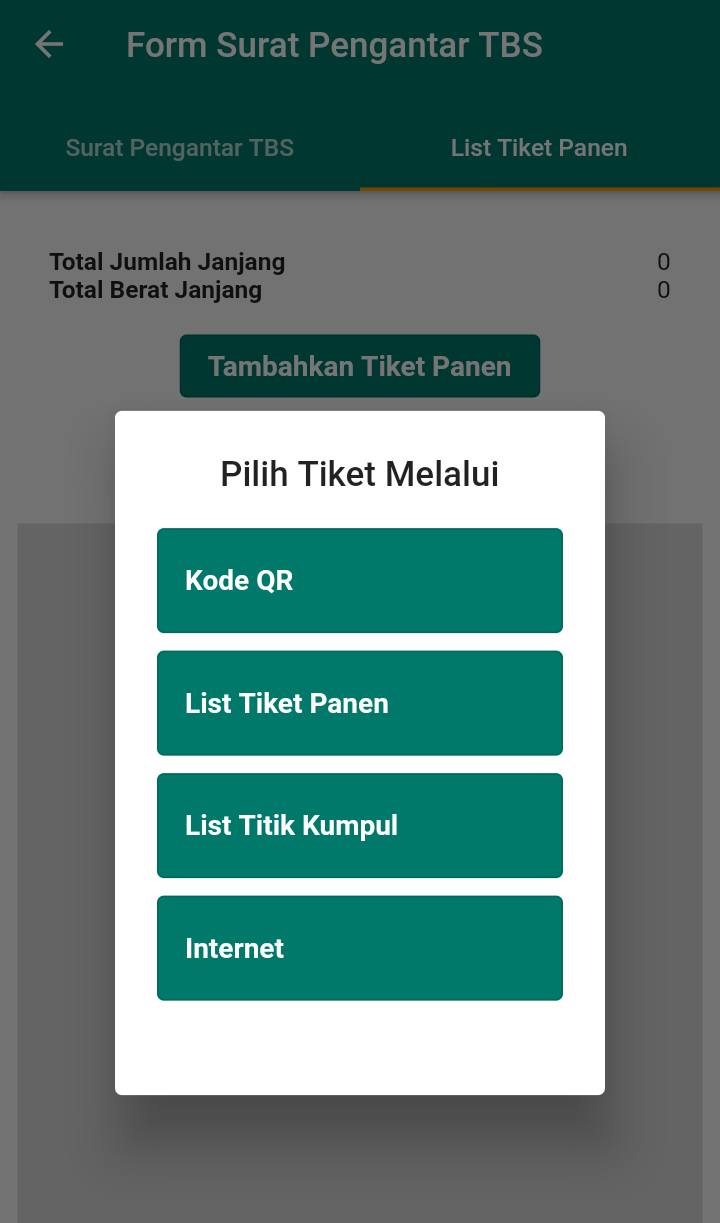 Form Surat Pengantar TBS
Surat Pengantar TBS
List Tiket Panen
Total Jumlah Janjang 0
Total Berat Janjang 0
Tambahkan Tiket Panen
Pilih Tiket Melalui
Kode QR
List Tiket Panen
List Titik Kumpul
Internet